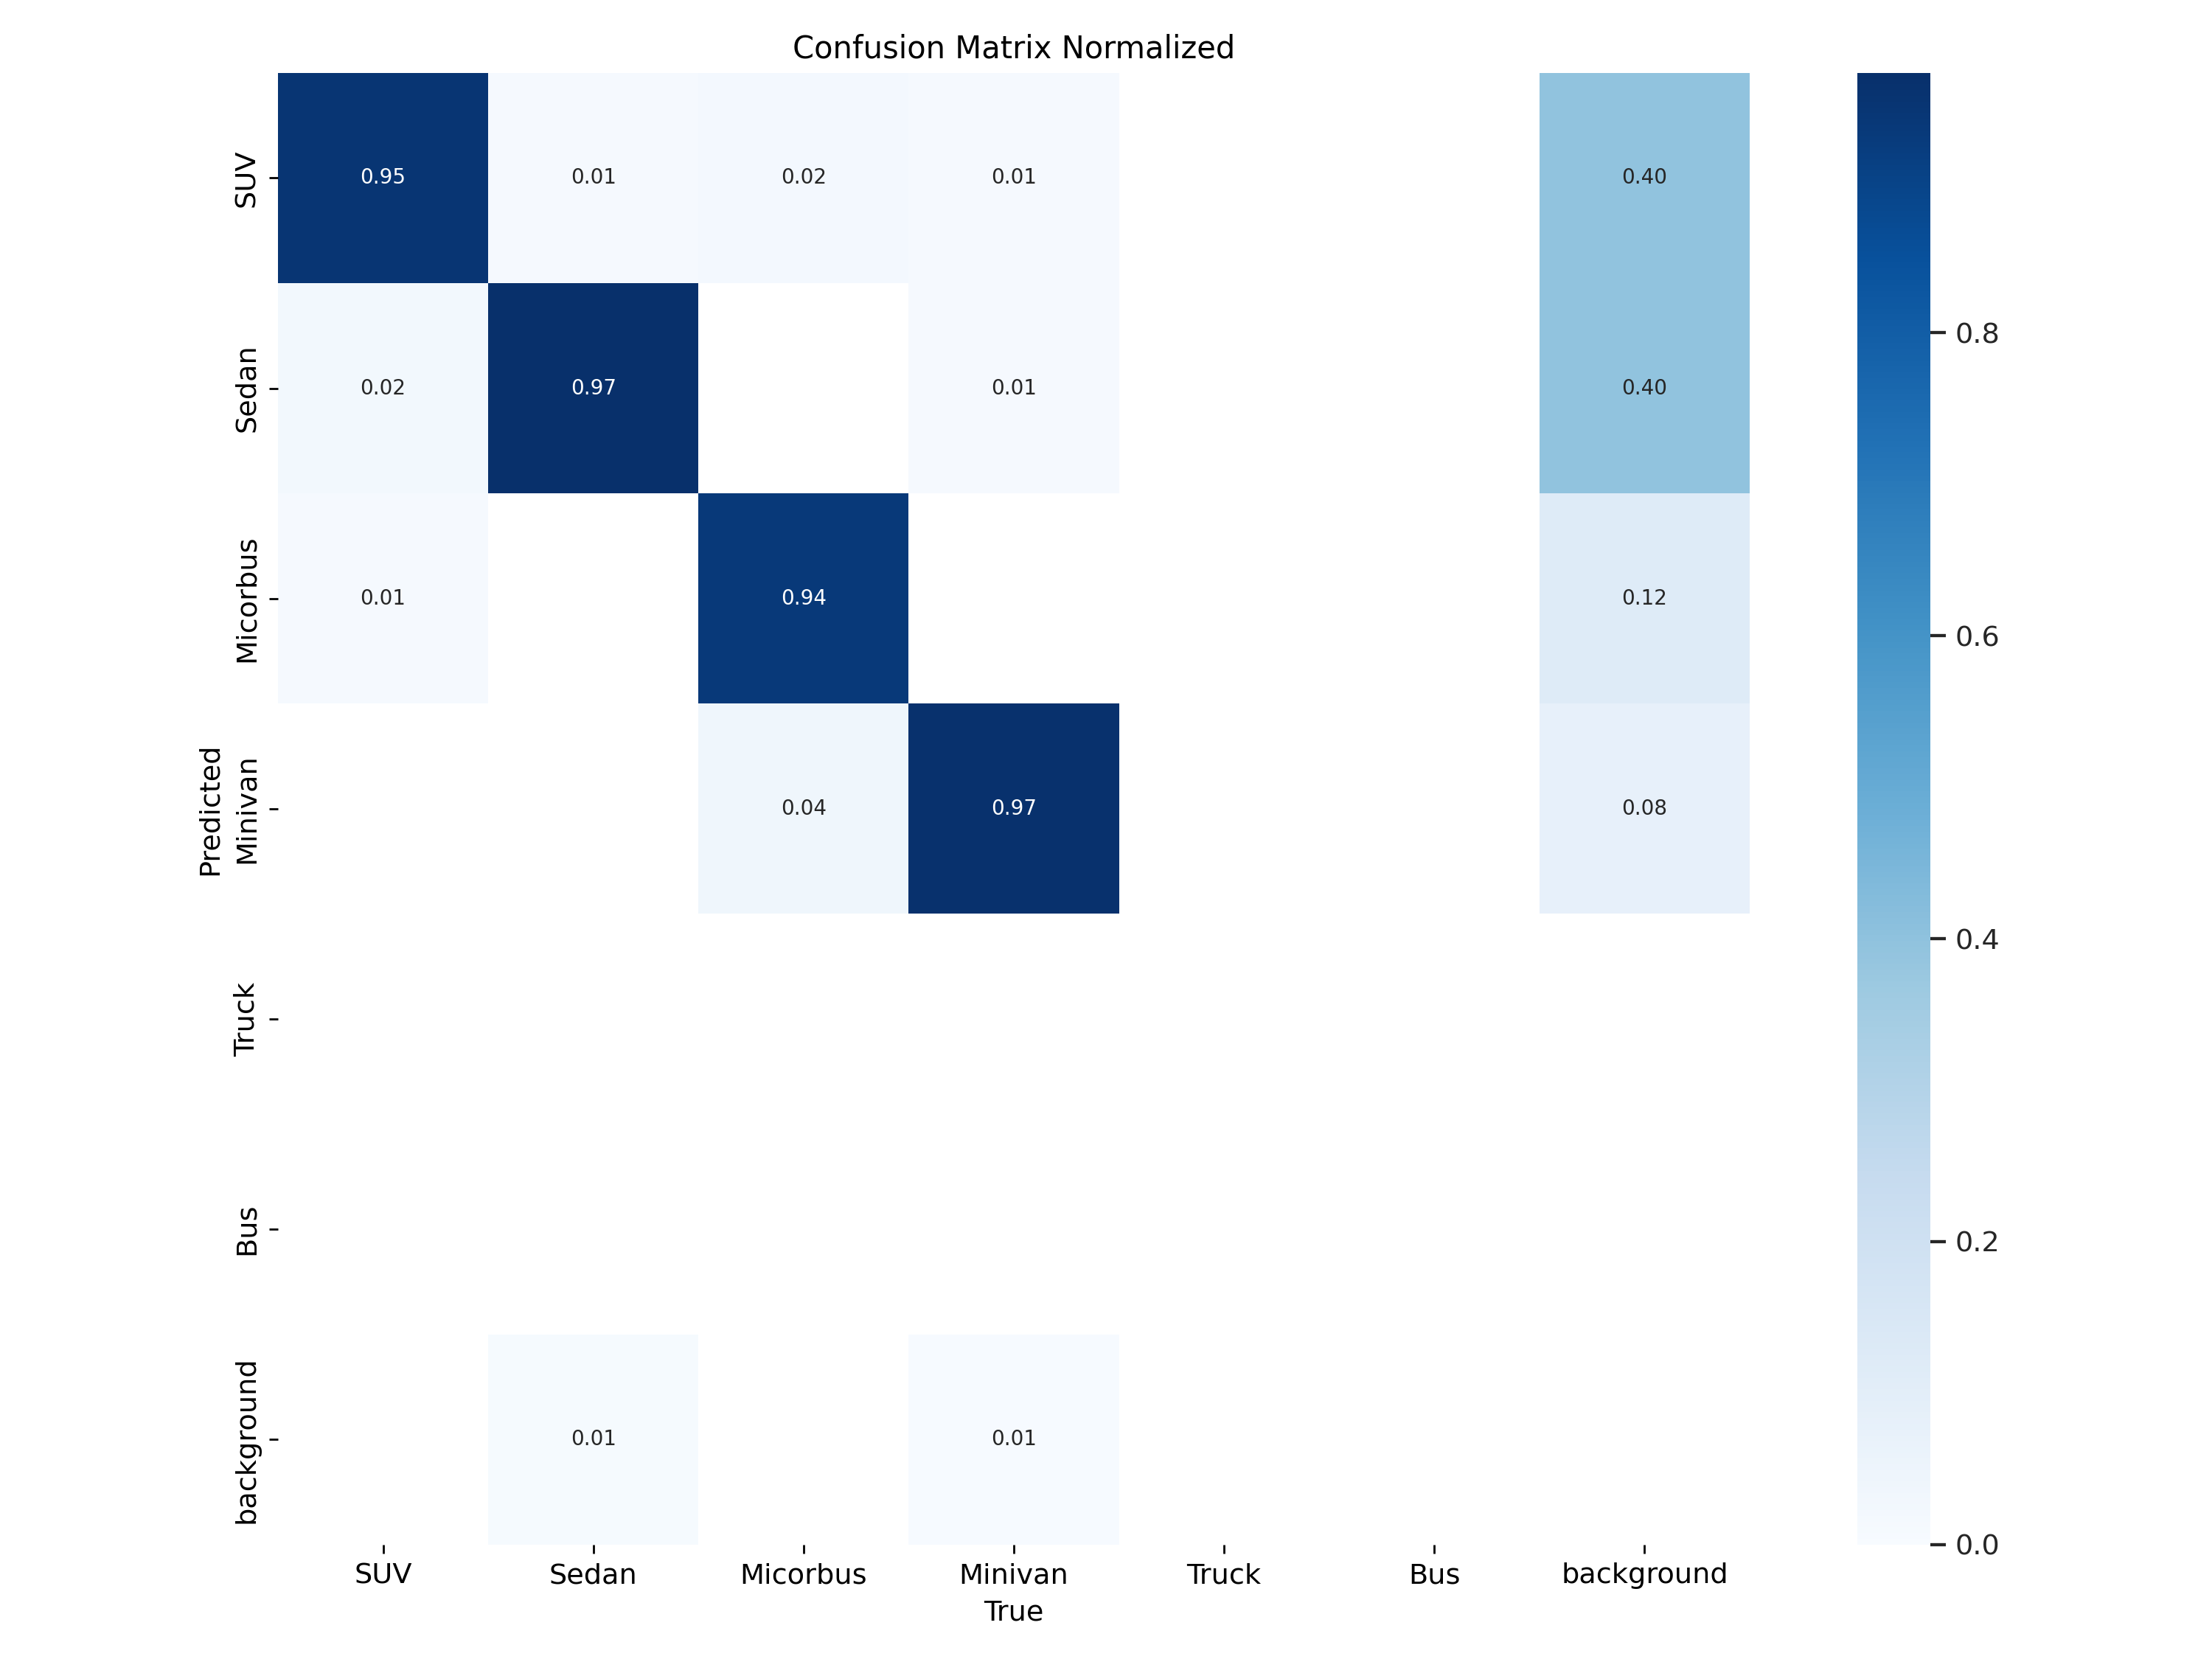 Confusion Matrix Normalized
SUV
0.95
0.01
0.02
0.01
0.40
Sedan
0.02
0.97
0.01
0.40
Micorbus
0.01
0.94
0.12
Minivan
0.04
0.97
0.08
Predicted
Truck
Bus
background
0.01
0.01
SUV
Sedan
Micorbus
Minivan
Truck
Bus
background
True
0.8
0.6
0.4
0.2
0.0